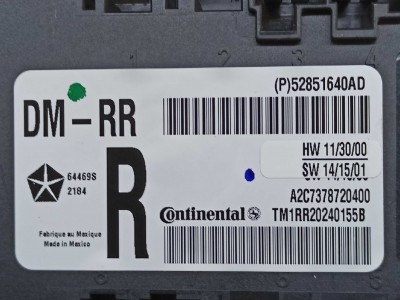 (P)52851640AD
DM-RR
HW 11/30/00
SW 14/15/01
64469S
2184
R
A2C7378720400
Continental
TM1RR20240155B
Fabrique au Mexique
Made in Mexico